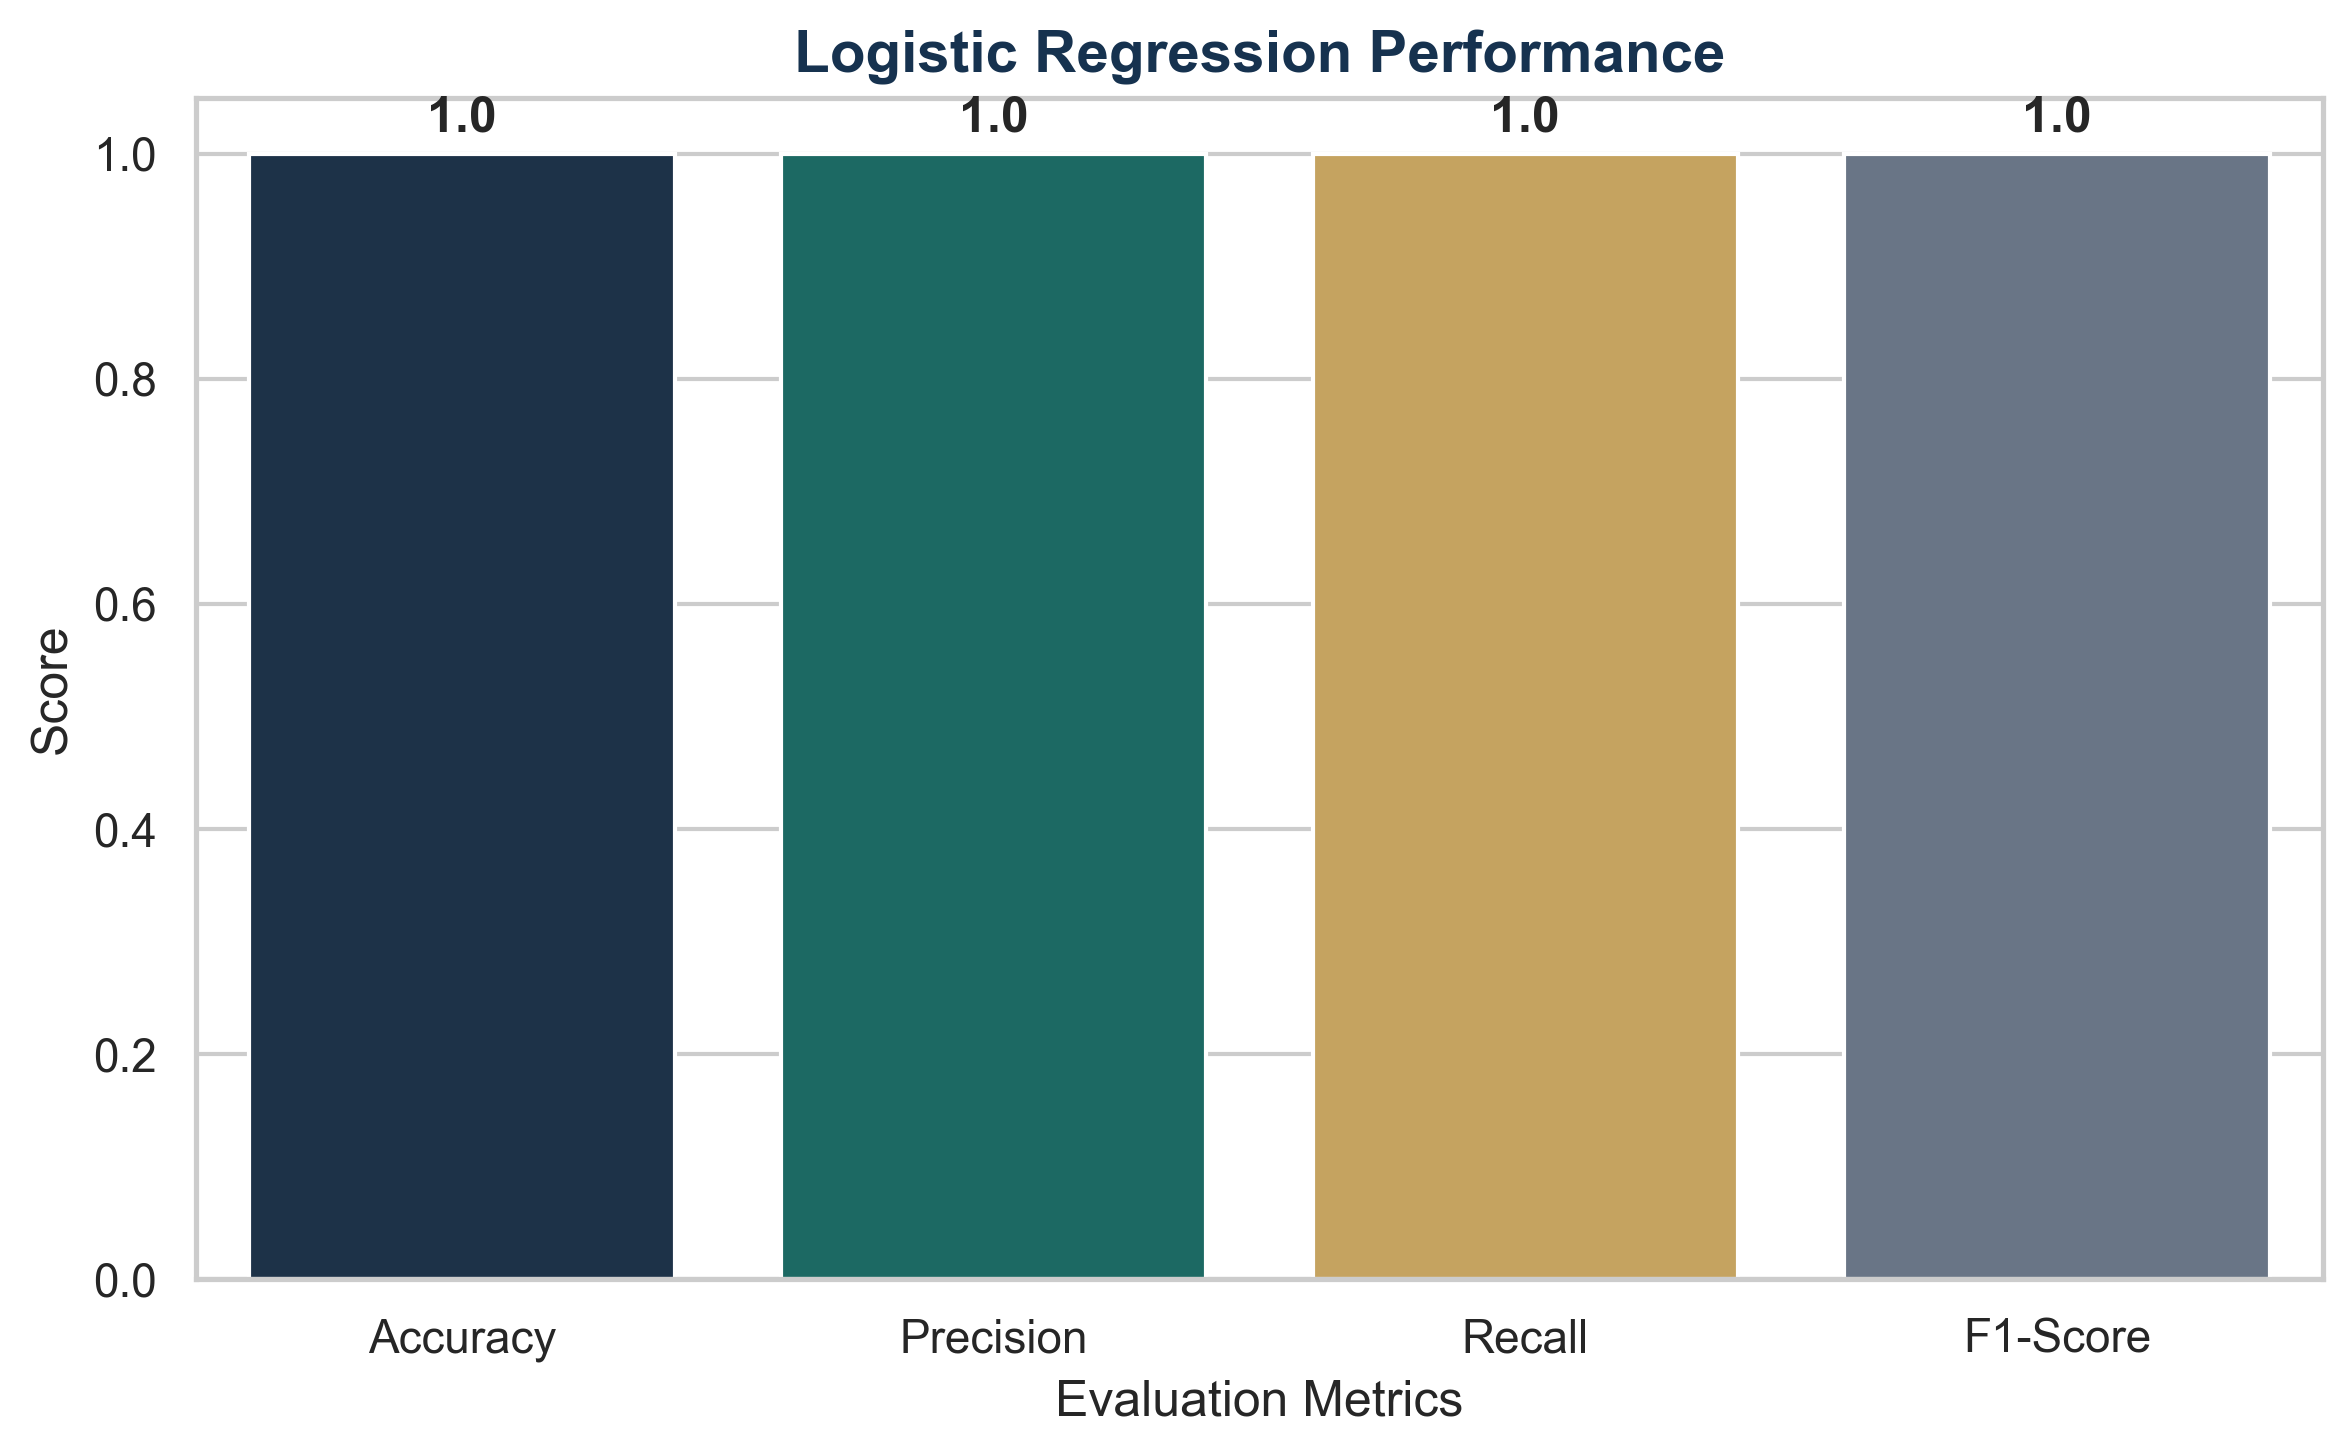 Logistic Regression Performance
1.0 1.0 1.0 1.0
1.0
0.8
0.6
0.4
0.2
0.0
Score
Accuracy Precision Recall F1-Score
Evaluation Metrics